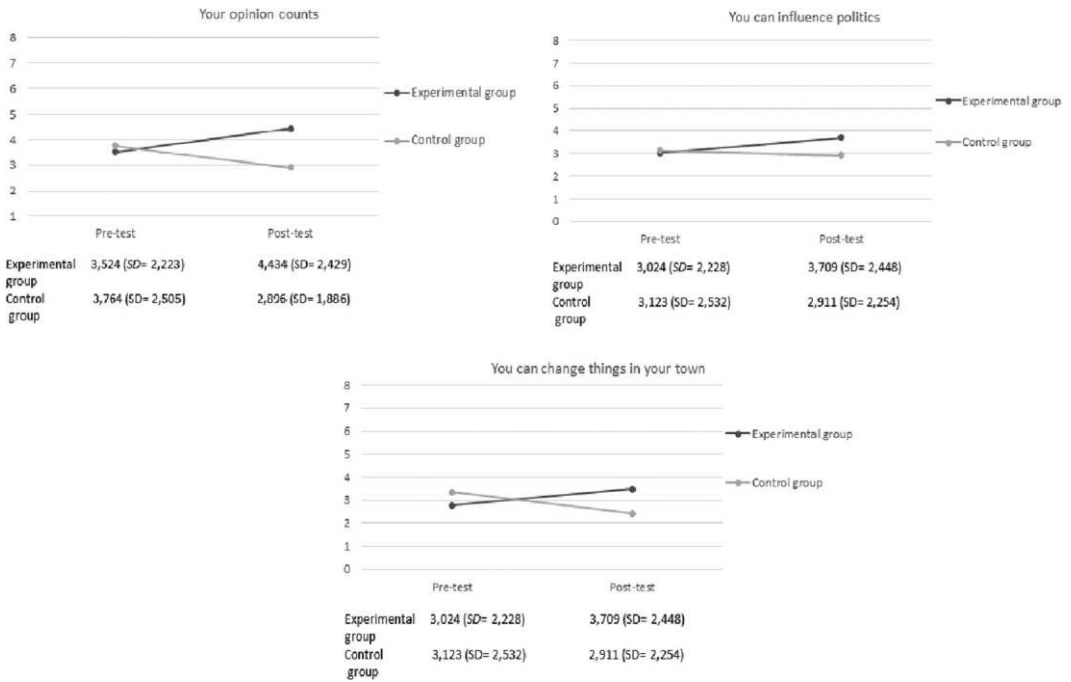 Your opinion counts
8
7
6
5
4
3
2
1
Experimental group
Control group
Pre-test Post-test
Experimental group 3,524 (SD= 2,223) 4,434 (SD= 2,429)
Control group 3,764 (SD= 2,505) 2,896 (SD= 1,886)
You can influence politics
8
7
6
5
4
3
2
1
0
Experimental group
Control group
Pre-test Post-test
Experimental group 3,024 (SD= 2,228) 3,709 (SD= 2,448)
Control group 3,123 (SD= 2,532) 2,911 (SD= 2,254)
You can change things in your town
8
7
6
5
4
3
2
1
0
Experimental group
Control group
Pre-test Post-test
Experimental group 3,024 (SD= 2,228) 3,709 (SD= 2,448)
Control group 3,123 (SD= 2,532) 2,911 (SD= 2,254)